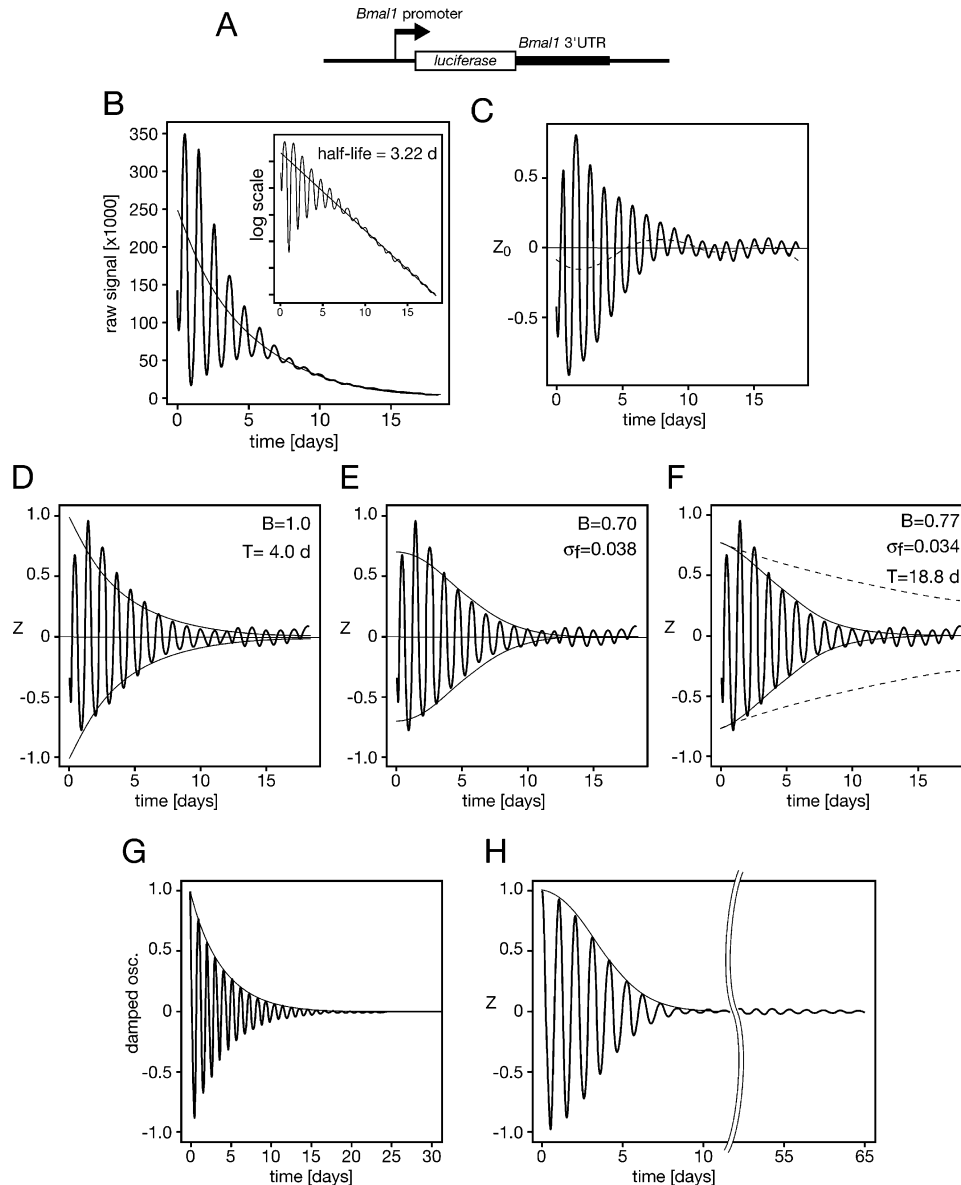 A
Bmal1 promoter
luciferase
Bmal1 3'UTR
B
raw signal [x1000]
350
300
250
200
150
100
50
0
0 5 10 15
time [days]
half-life = 3.22 d
log scale
0 5 10 15
C
Z0
0.5
0
-0.5
0 5 10 15
time [days]
D
Z
1.0
0.5
0
-0.5
-1.0
B=1.0
T= 4.0 d
0 5 10 15
time [days]
E
Z
1.0
0.5
0
-0.5
-1.0
B=0.70
σf=0.038
0 5 10 15
time [days]
F
Z
1.0
0.5
0
-0.5
-1.0
B=0.77
σf=0.034
T=18.8 d
0 5 10 15
time [days]
G
damped osc.
1.0
0.5
0
-0.5
-1.0
0 5 10 15 20 25 30
time [days]
H
Z
1.0
0.5
0
-0.5
-1.0
0 5 10 55 65
time [days]